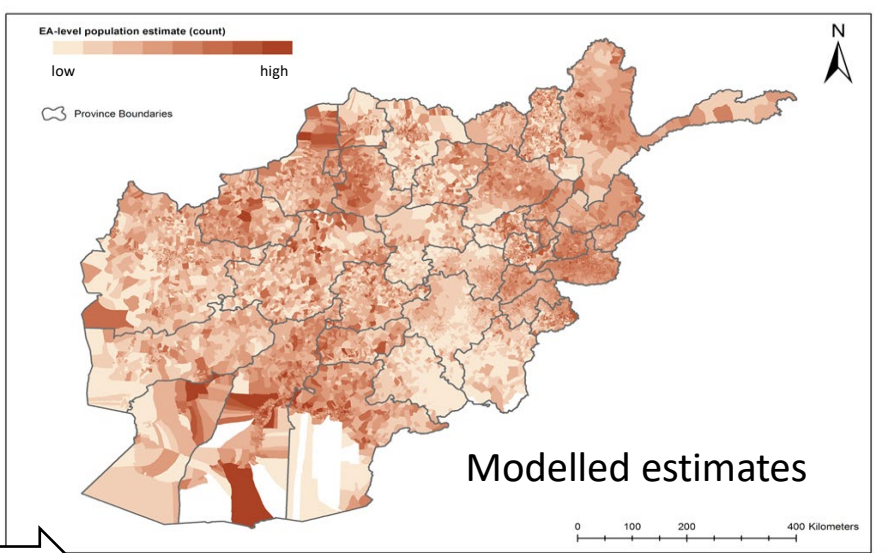 EA-level population estimate (count)
low high
Province Boundaries
N
Modelled estimates
0 100 200 400 Kilometers